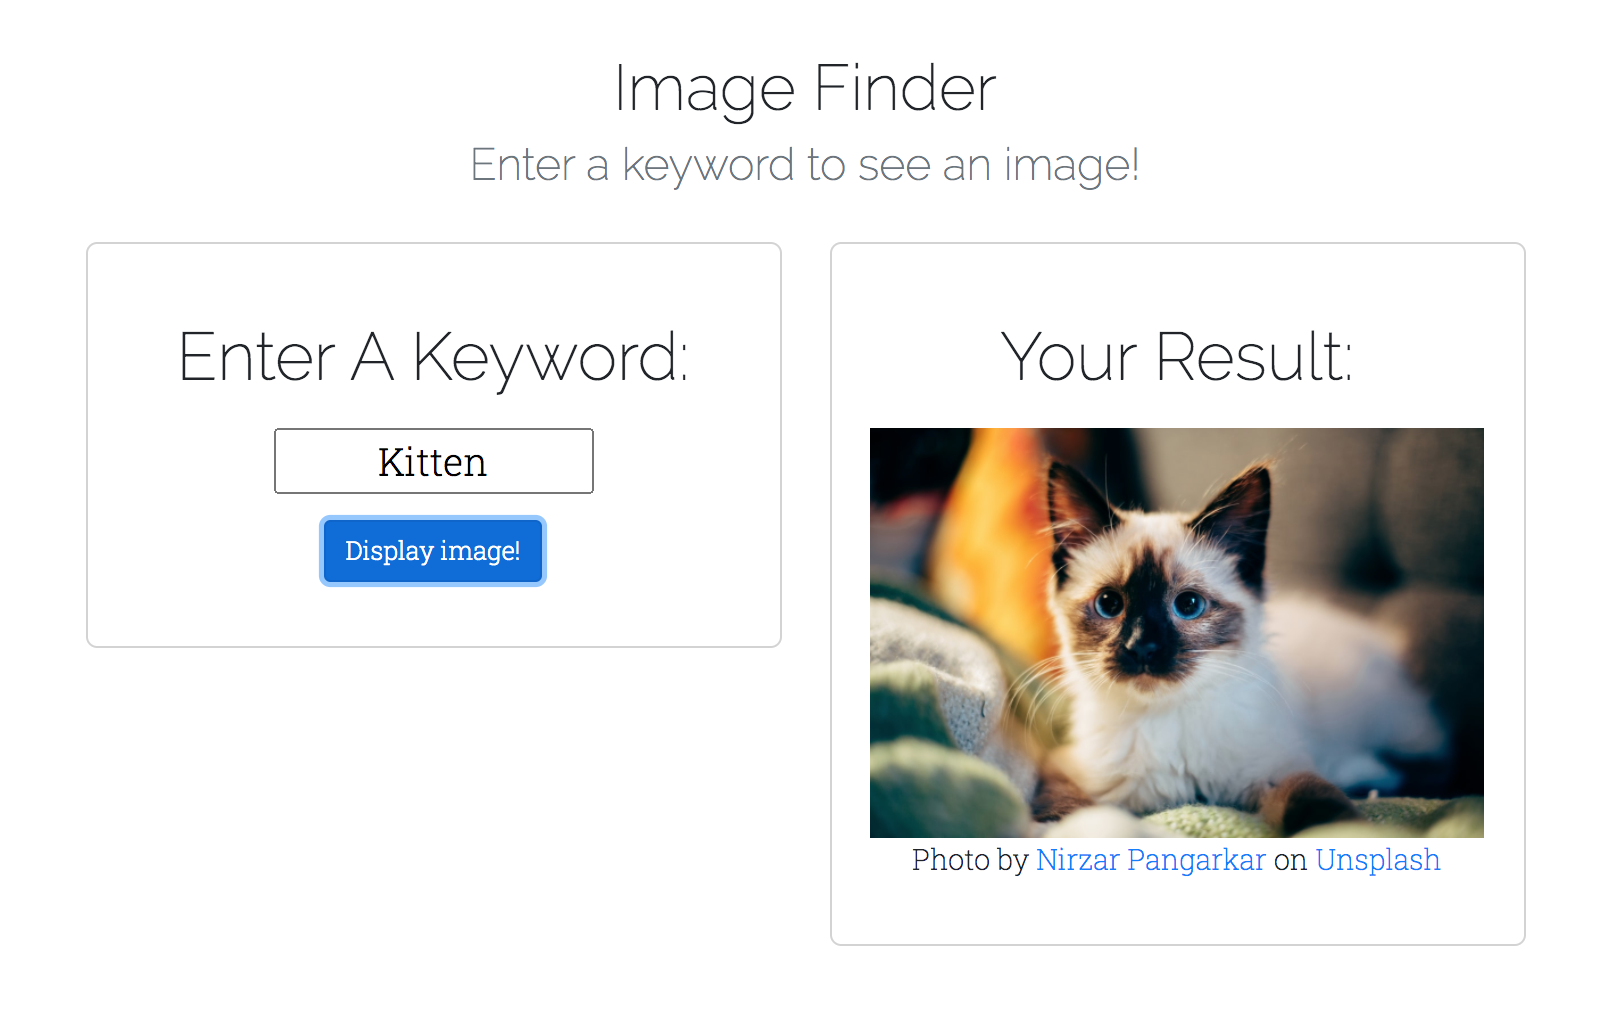 Image Finder
Enter a keyword to see an image!
Enter A Keyword:
Kitten
Display image!
Your Result:
Photo by Nirzar Pangarkar on Unsplash